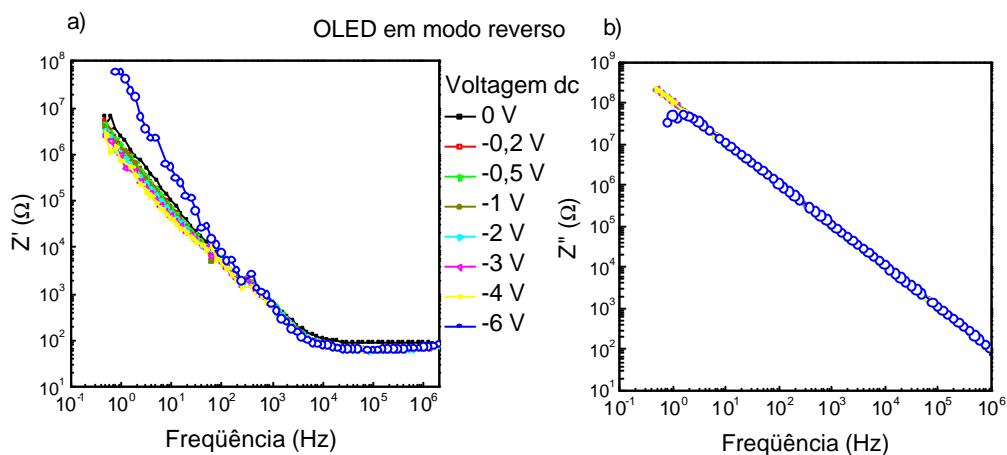 a)
OLED em modo reverso
b)
10^8
10^7
10^6
10^5
10^4
10^3
10^2
10^1
Z' (Ω)
10^-1 10^0 10^1 10^2 10^3 10^4 10^5 10^6
Freqüência (Hz)
Voltagem dc
0 V
-0,2 V
-0,5 V
-1 V
-2 V
-3 V
-4 V
-6 V
10^9
10^8
10^7
10^6
10^5
10^4
10^3
10^2
10^1
Z" (Ω)
10^-1 10^0 10^1 10^2 10^3 10^4 10^5 10^6
Freqüência (Hz)